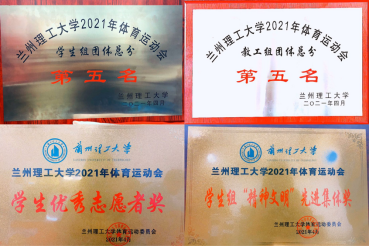 兰州理工大学2021年体育运动会
学生组团体总分
第五名
兰州理工大学
二〇二一年四月
兰州理工大学2021年体育运动会
教工组团体总分
第五名
兰州理工大学
二〇二一年四月
兰州理工大学
兰州理工大学2021年体育运动会
学生优秀志愿者奖
兰州理工大学体育运动委员会
2021年4月
兰州理工大学
兰州理工大学2021年体育运动会
学生组“精神文明”先进集体奖
兰州理工大学体育运动委员会
2021年4月